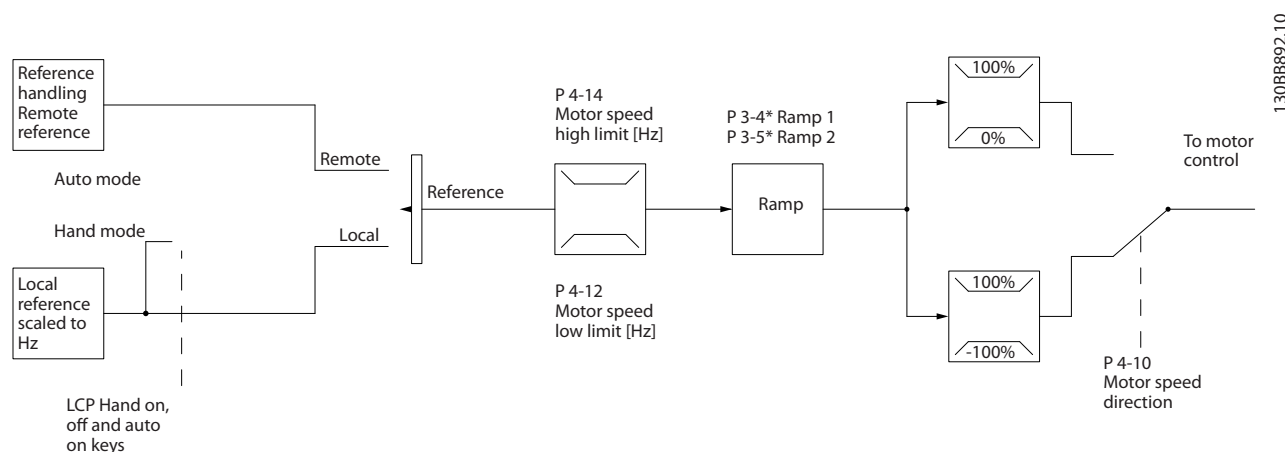 Reference
handling
Remote
reference
Auto mode
Hand mode
Local
reference
scaled to
Hz
LCP Hand on,
off and auto
on keys
Remote
Local
Reference
P 4-14
Motor speed
high limit [Hz]
P 4-12
Motor speed
low limit [Hz]
P 3-4* Ramp 1
P 3-5* Ramp 2
Ramp
100%
0%
100%
-100%
To motor
control
P 4-10
Motor speed
direction
130BB892.10